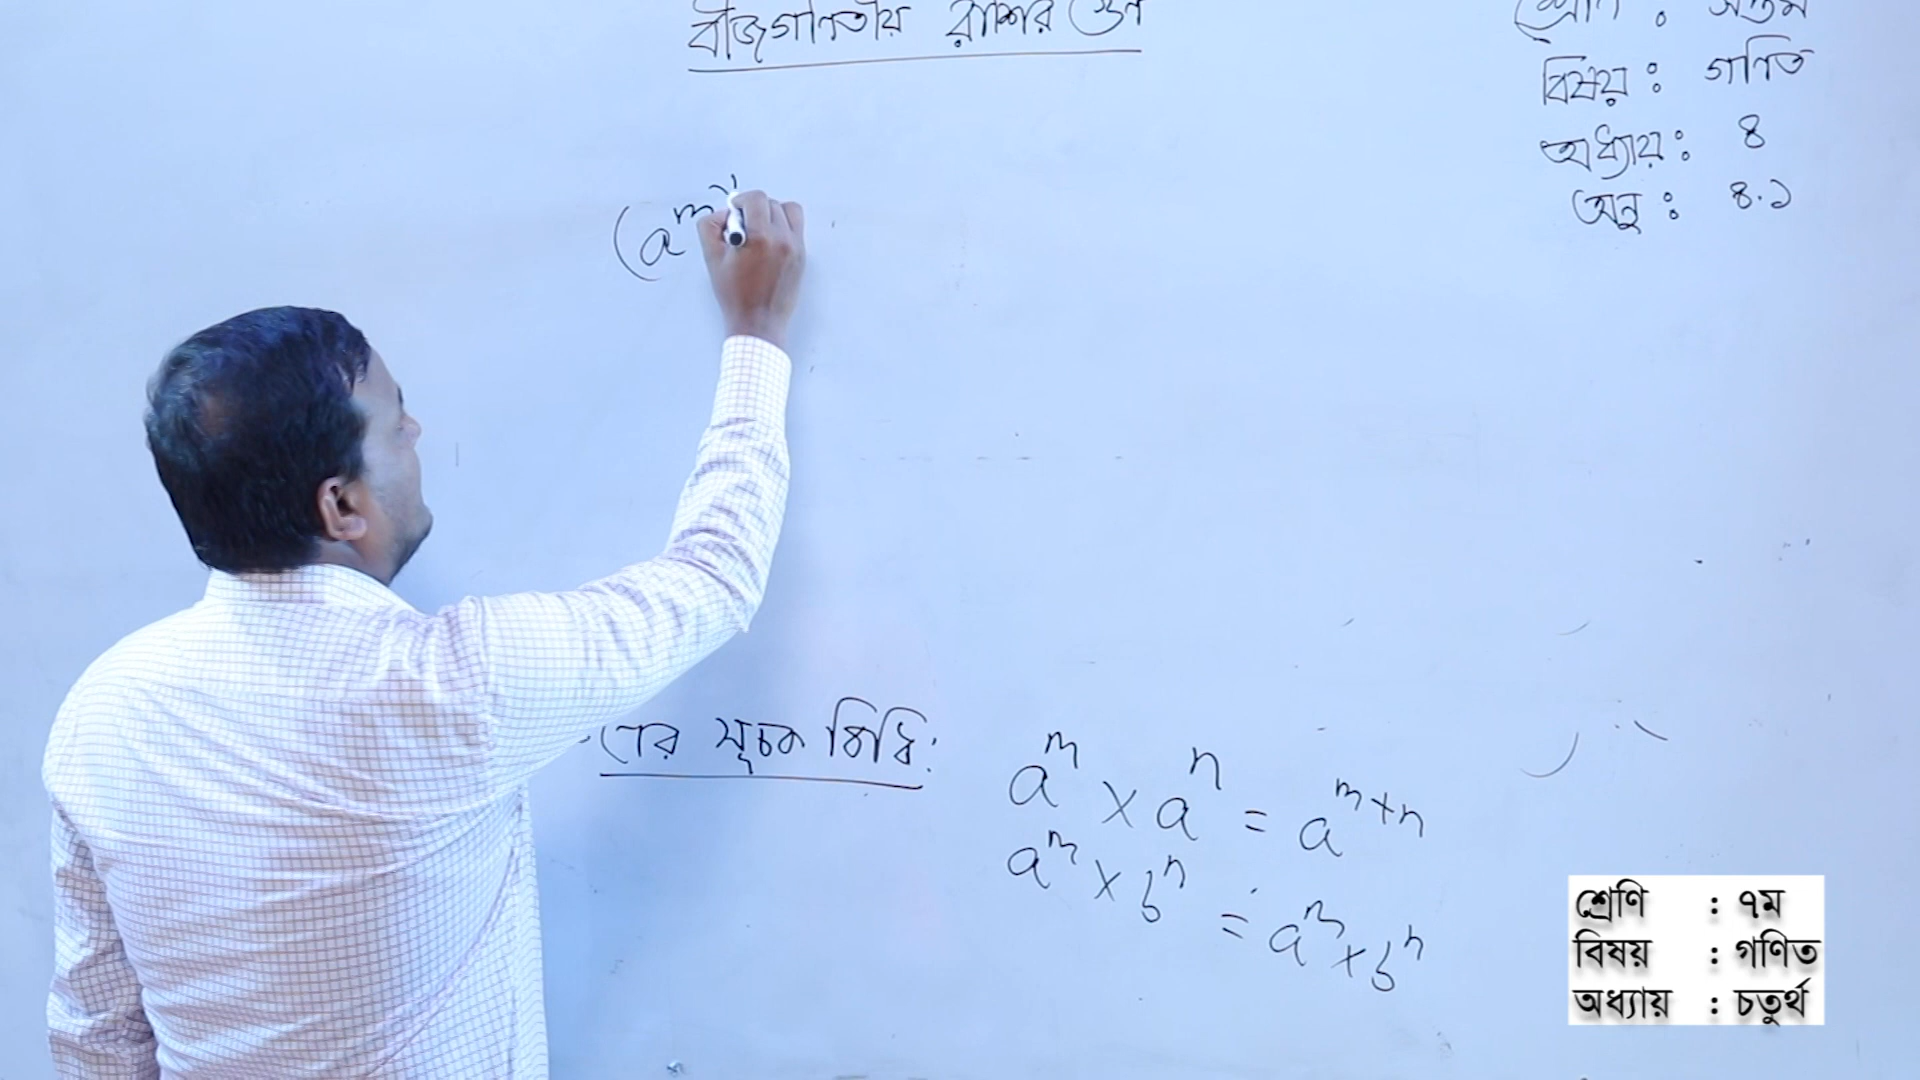 বীজগণিতীয় রাশির গুণ
শ্রেণি : সপ্তম
বিষয় : গণিত
অধ্যায় : ৪
অনু : ৪.১
(a^m
সূচক বিধি :
a^m × a^n = a^{m+n}
a^m × b^n = a^m × b^n
শ্রেণি : ৭ম
বিষয় : গণিত
অধ্যায় : চতুর্থ